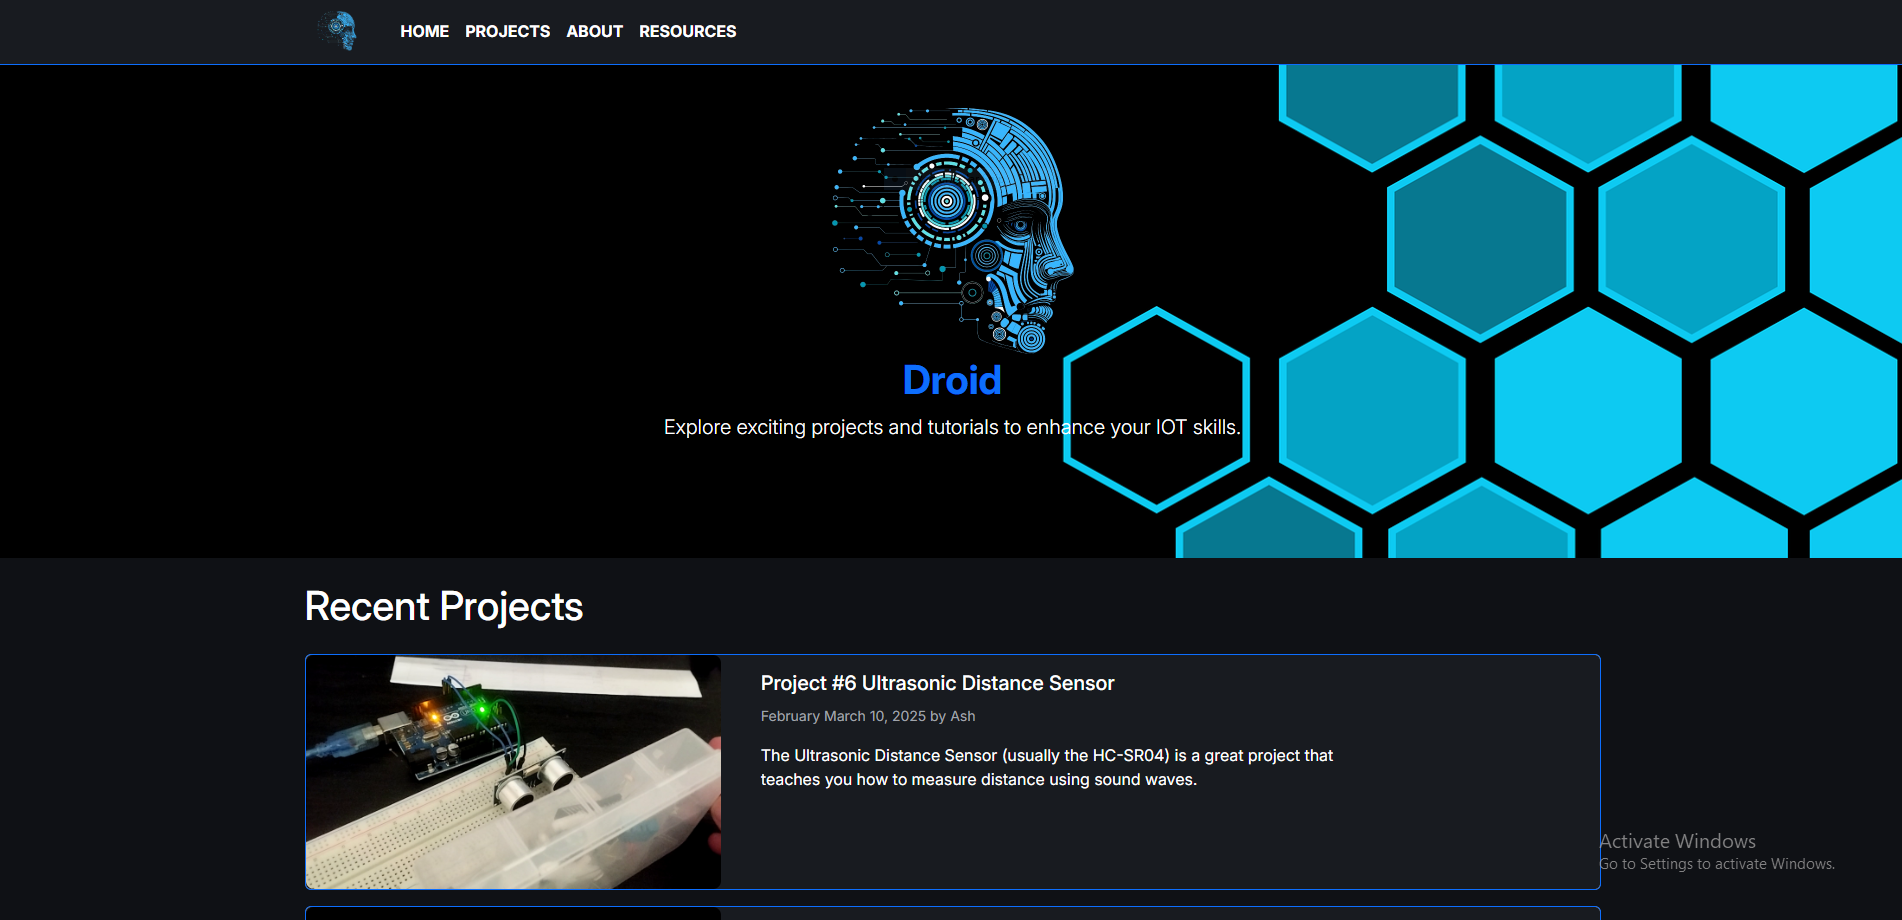 HOME PROJECTS ABOUT RESOURCES
Droid
Explore exciting projects and tutorials to enhance your IOT skills.
Recent Projects
Project #6 Ultrasonic Distance Sensor
February March 10, 2025 by Ash
The Ultrasonic Distance Sensor (usually the HC-SR04) is a great project that
teaches you how to measure distance using sound waves.
Activate Windows
Go to Settings to activate Windows.